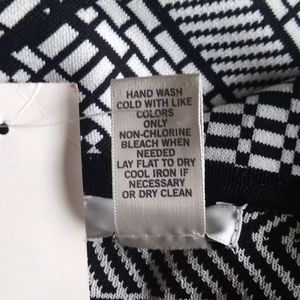 HAND WASH
COLD WITH LIKE
COLORS
ONLY
NON-CHLORINE
BLEACH WHEN
NEEDED
LAY FLAT TO DRY
COOL IRON IF
NECESSARY
OR DRY CLEAN